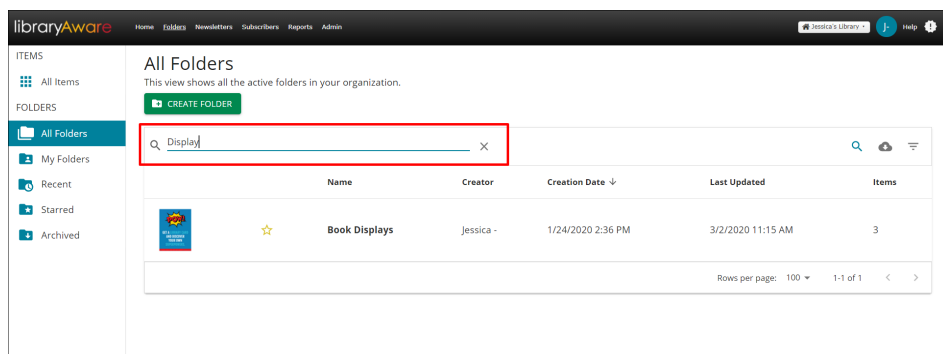 libraryAware
Home Folders Newsletters Subscribers Reports Admin
Jessica's Library
J-
Help
ITEMS
All Items
FOLDERS
All Folders
My Folders
Recent
Starred
Archived
All Folders
This view shows all the active folders in your organization.
CREATE FOLDER
Display
Name Creator Creation Date Last Updated Items
Book Displays Jessica - 1/24/2020 2:36 PM 3/2/2020 11:15 AM 3
Rows per page: 100 1-1 of 1